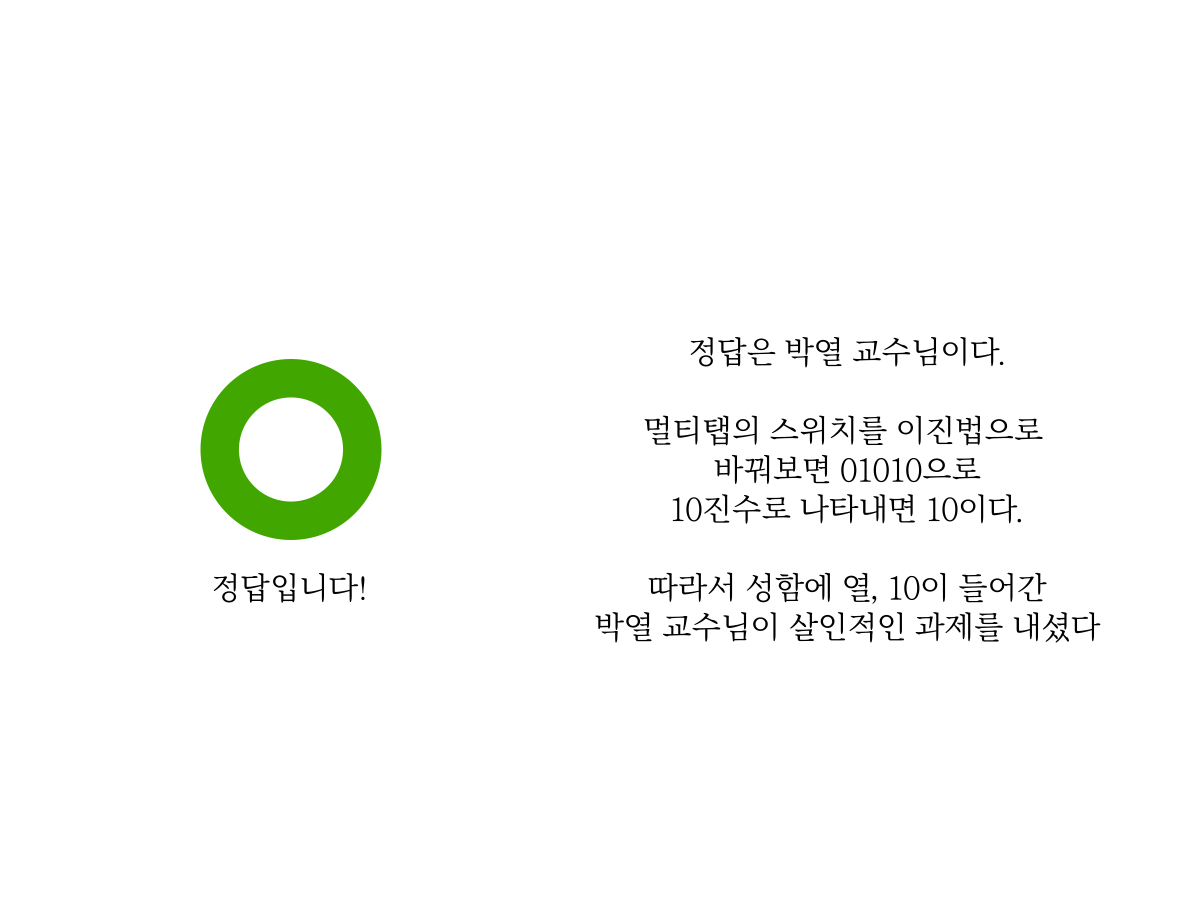 정답입니다!
정답은 박열 교수님이다.
멀티탭의 스위치를 이진법으로
바꿔보면 01010으로
10진수로 나타내면 10이다.
따라서 성함에 열, 10이 들어간
박열 교수님이 살인적인 과제를 내셨다